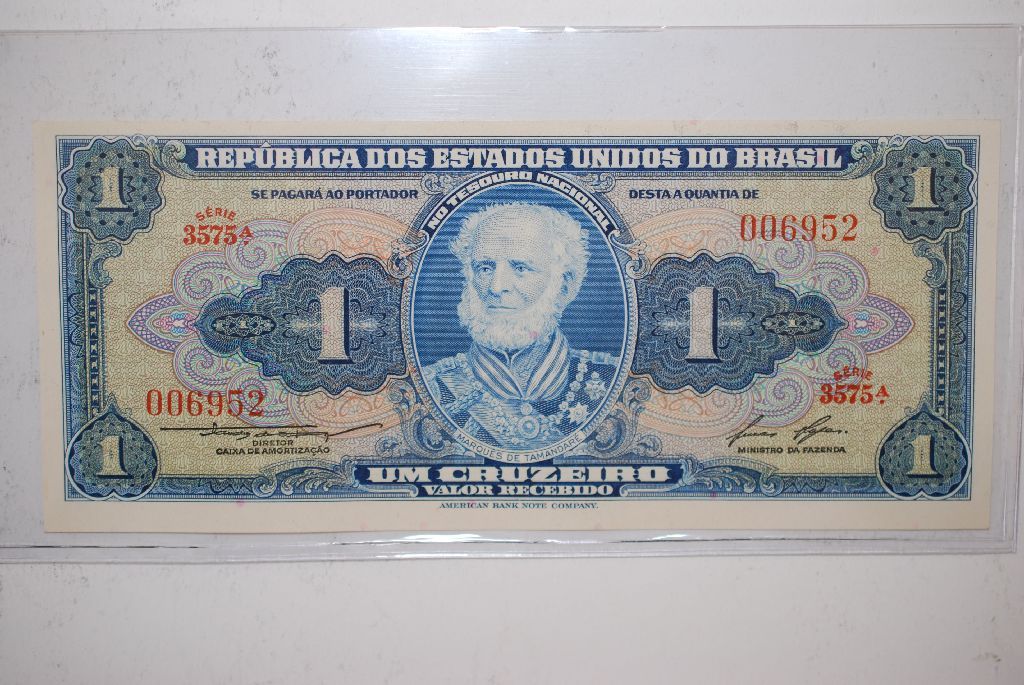 REPÚBLICA DOS ESTADOS UNIDOS DO BRASIL
1 1
SE PAGARÁ AO PORTADOR
NO TESOURO NACIONAL
DESTA A QUANTIA DE
SÉRIE
3575A
006952
1 1
SÉRIE
3575A
006952
DIRETOR
CAIXA DE AMORTIZAÇÃO
MARQUÊS DE TAMANDARÉ
MINISTRO DA FAZENDA
1 1
UM CRUZEIRO
VALOR RECEBIDO
AMERICAN BANK NOTE COMPANY.